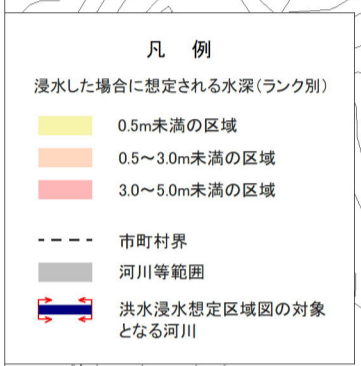 凡 例
浸水した場合に想定される水深(ランク別)
0.5m未満の区域
0.5～3.0m未満の区域
3.0～5.0m未満の区域
市町村界
河川等範囲
洪水浸水想定区域図の対象
となる河川